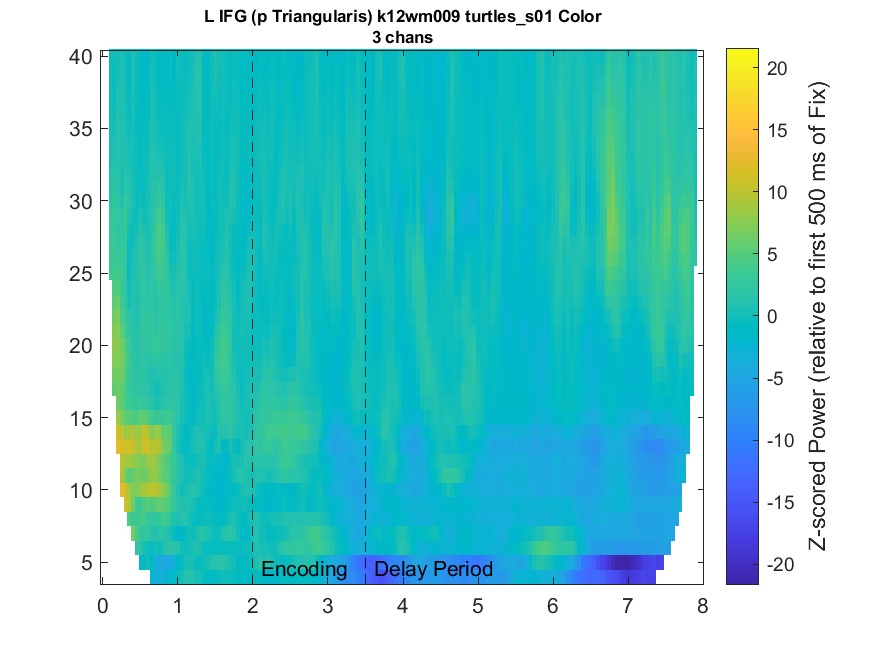 L IFG (p Triangularis) k12wm009 turtles_s01 Color
3 chans
40
35
30
25
20
15
10
5
Encoding
Delay Period
0 1 2 3 4 5 6 7 8
20
15
10
5
0
-5
-10
-15
-20
Z-scored Power (relative to first 500 ms of Fix)